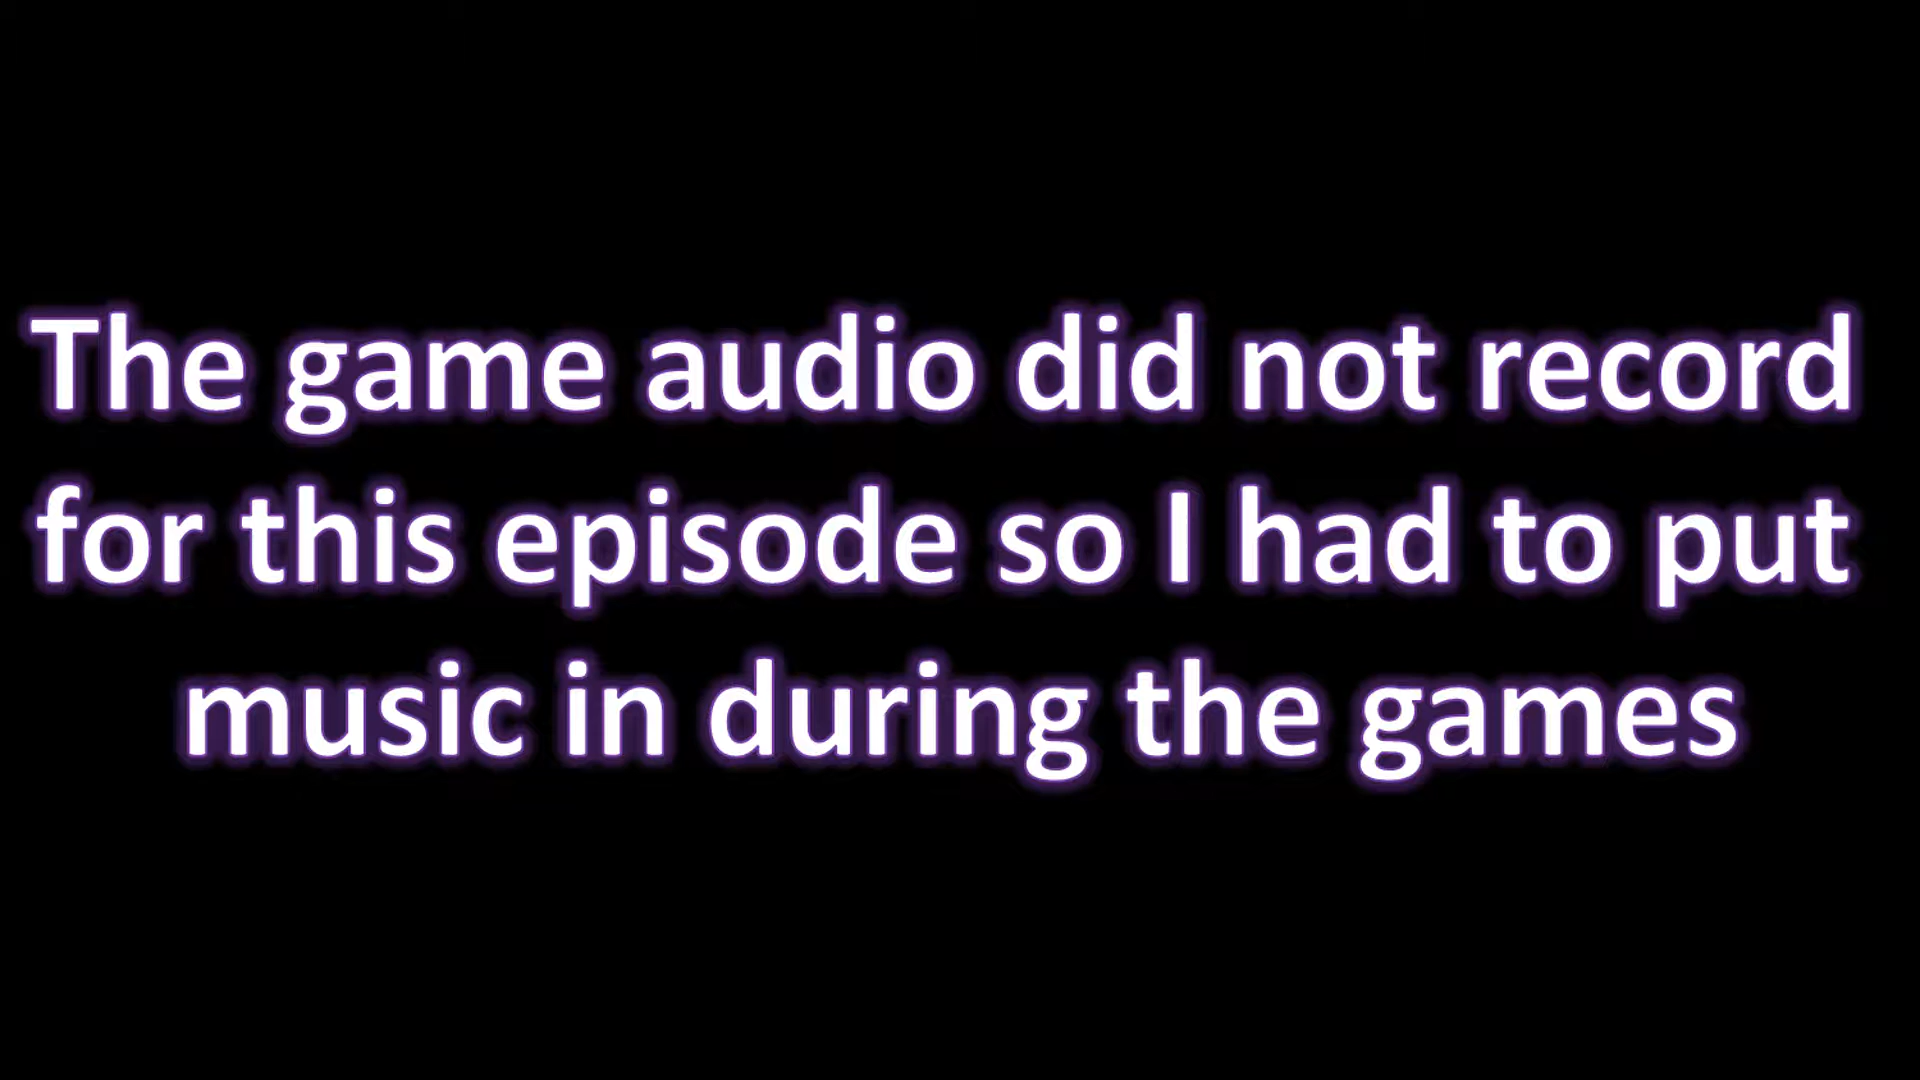 The game audio did not record
for this episode so I had to put
music in during the games